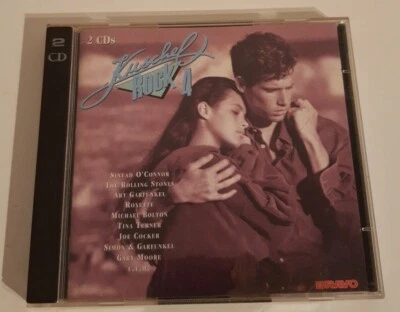 2
CD
2 CDs
Kuschel
ROCK 4
SINEAD O'CONNOR
THE ROLLING STONES
ART GARFUNKEL
ROXETTE
MICHAEL BOLTON
TINA TURNER
JOE COCKER
SIMON & GARFUNKEL
GARY MOORE
BRAVO